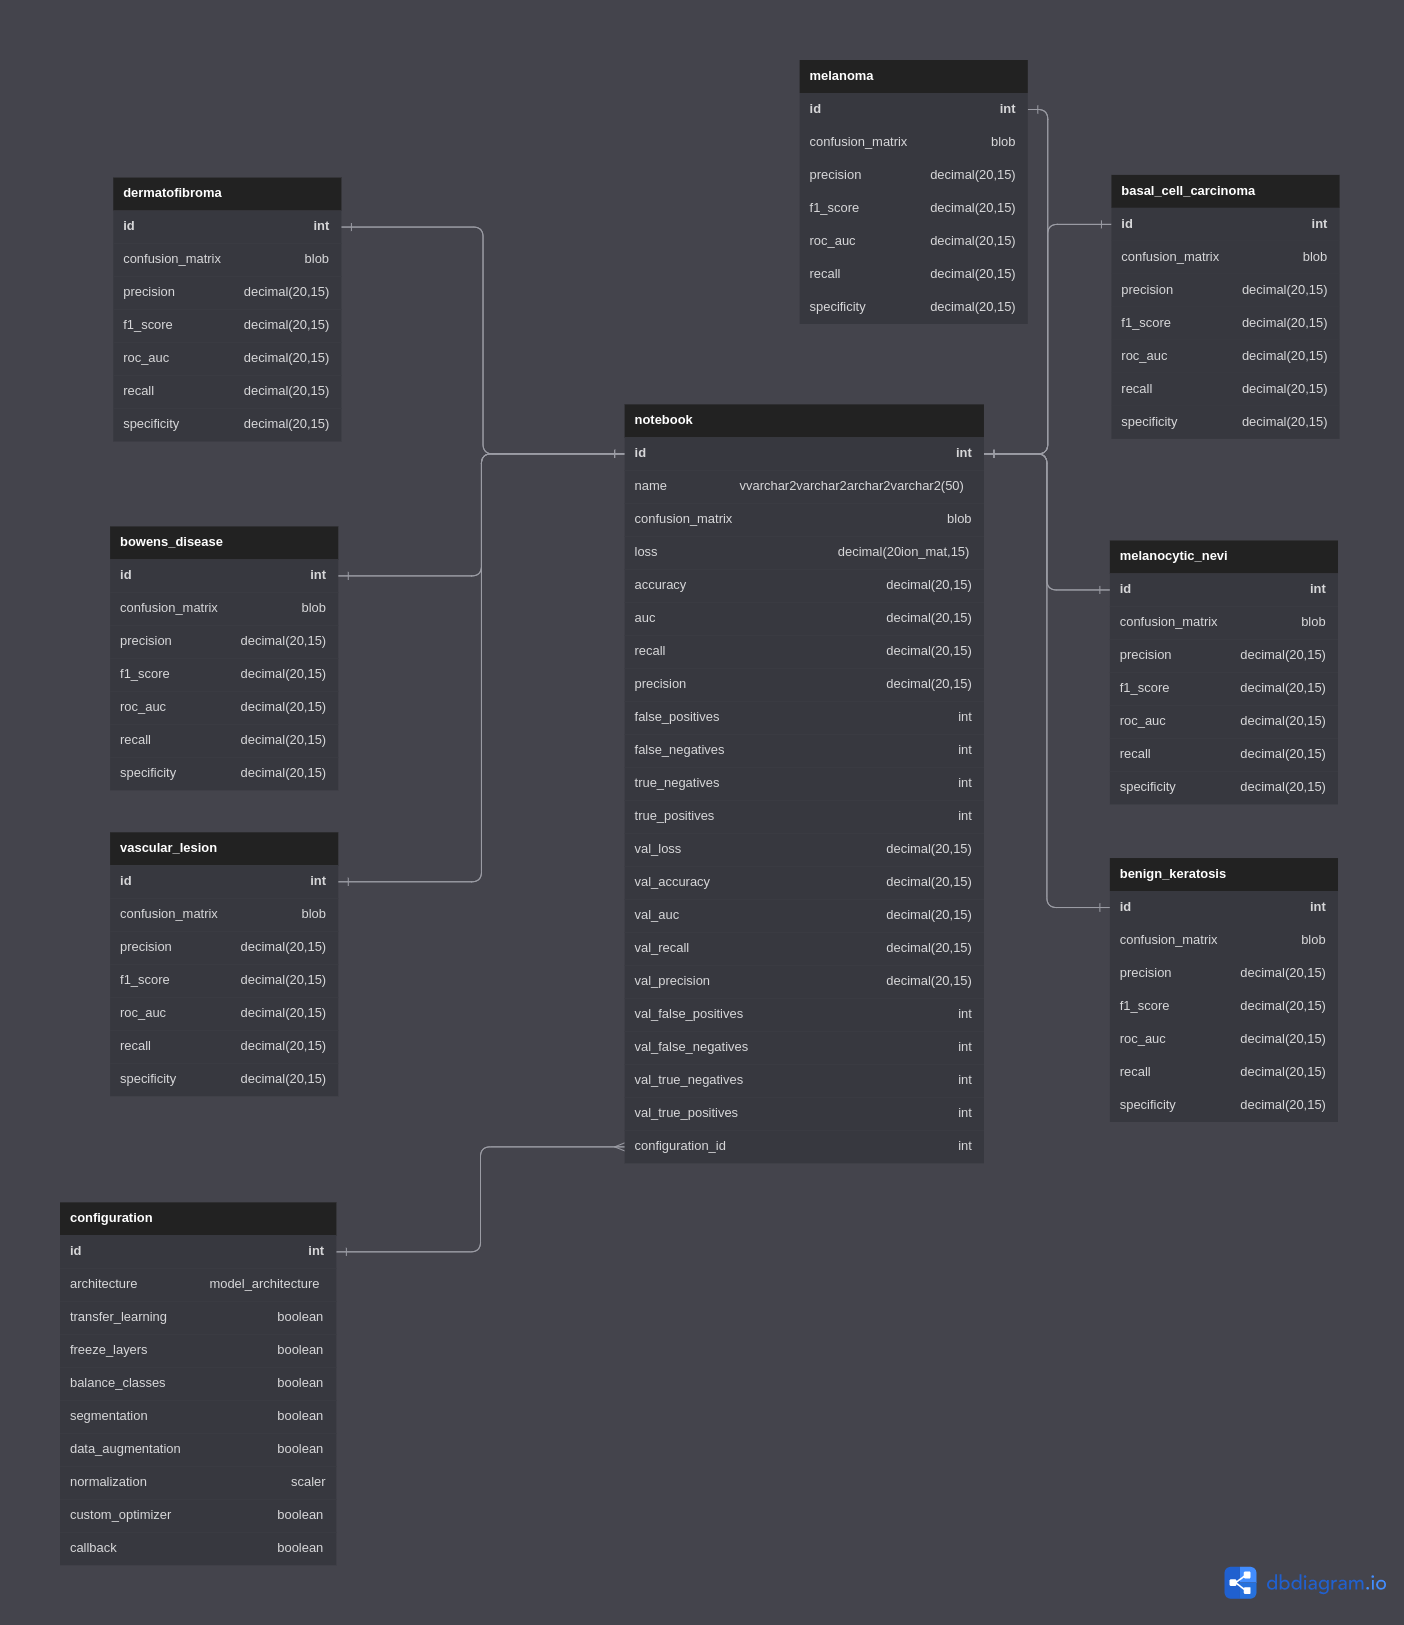 melanoma
id int
confusion_matrix blob
precision decimal(20,15)
f1_score decimal(20,15)
roc_auc decimal(20,15)
recall decimal(20,15)
specificity decimal(20,15)
dermatofibroma
id int
confusion_matrix blob
precision decimal(20,15)
f1_score decimal(20,15)
roc_auc decimal(20,15)
recall decimal(20,15)
specificity decimal(20,15)
basal_cell_carcinoma
id int
confusion_matrix blob
precision decimal(20,15)
f1_score decimal(20,15)
roc_auc decimal(20,15)
recall decimal(20,15)
specificity decimal(20,15)
notebook
id int
name vvarchar2varchar2archar2varchar2(50)
confusion_matrix blob
loss decimal(20ion_mat,15)
accuracy decimal(20,15)
auc decimal(20,15)
recall decimal(20,15)
precision decimal(20,15)
false_positives int
false_negatives int
true_negatives int
true_positives int
val_loss decimal(20,15)
val_accuracy decimal(20,15)
val_auc decimal(20,15)
val_recall decimal(20,15)
val_precision decimal(20,15)
val_false_positives int
val_false_negatives int
val_true_negatives int
val_true_positives int
configuration_id int
bowens_disease
id int
confusion_matrix blob
precision decimal(20,15)
f1_score decimal(20,15)
roc_auc decimal(20,15)
recall decimal(20,15)
specificity decimal(20,15)
melanocytic_nevi
id int
confusion_matrix blob
precision decimal(20,15)
f1_score decimal(20,15)
roc_auc decimal(20,15)
recall decimal(20,15)
specificity decimal(20,15)
vascular_lesion
id int
confusion_matrix blob
precision decimal(20,15)
f1_score decimal(20,15)
roc_auc decimal(20,15)
recall decimal(20,15)
specificity decimal(20,15)
benign_keratosis
id int
confusion_matrix blob
precision decimal(20,15)
f1_score decimal(20,15)
roc_auc decimal(20,15)
recall decimal(20,15)
specificity decimal(20,15)
configuration
id int
architecture model_architecture
transfer_learning boolean
freeze_layers boolean
balance_classes boolean
segmentation boolean
data_augmentation boolean
normalization scaler
custom_optimizer boolean
callback boolean
dbdiagram.io